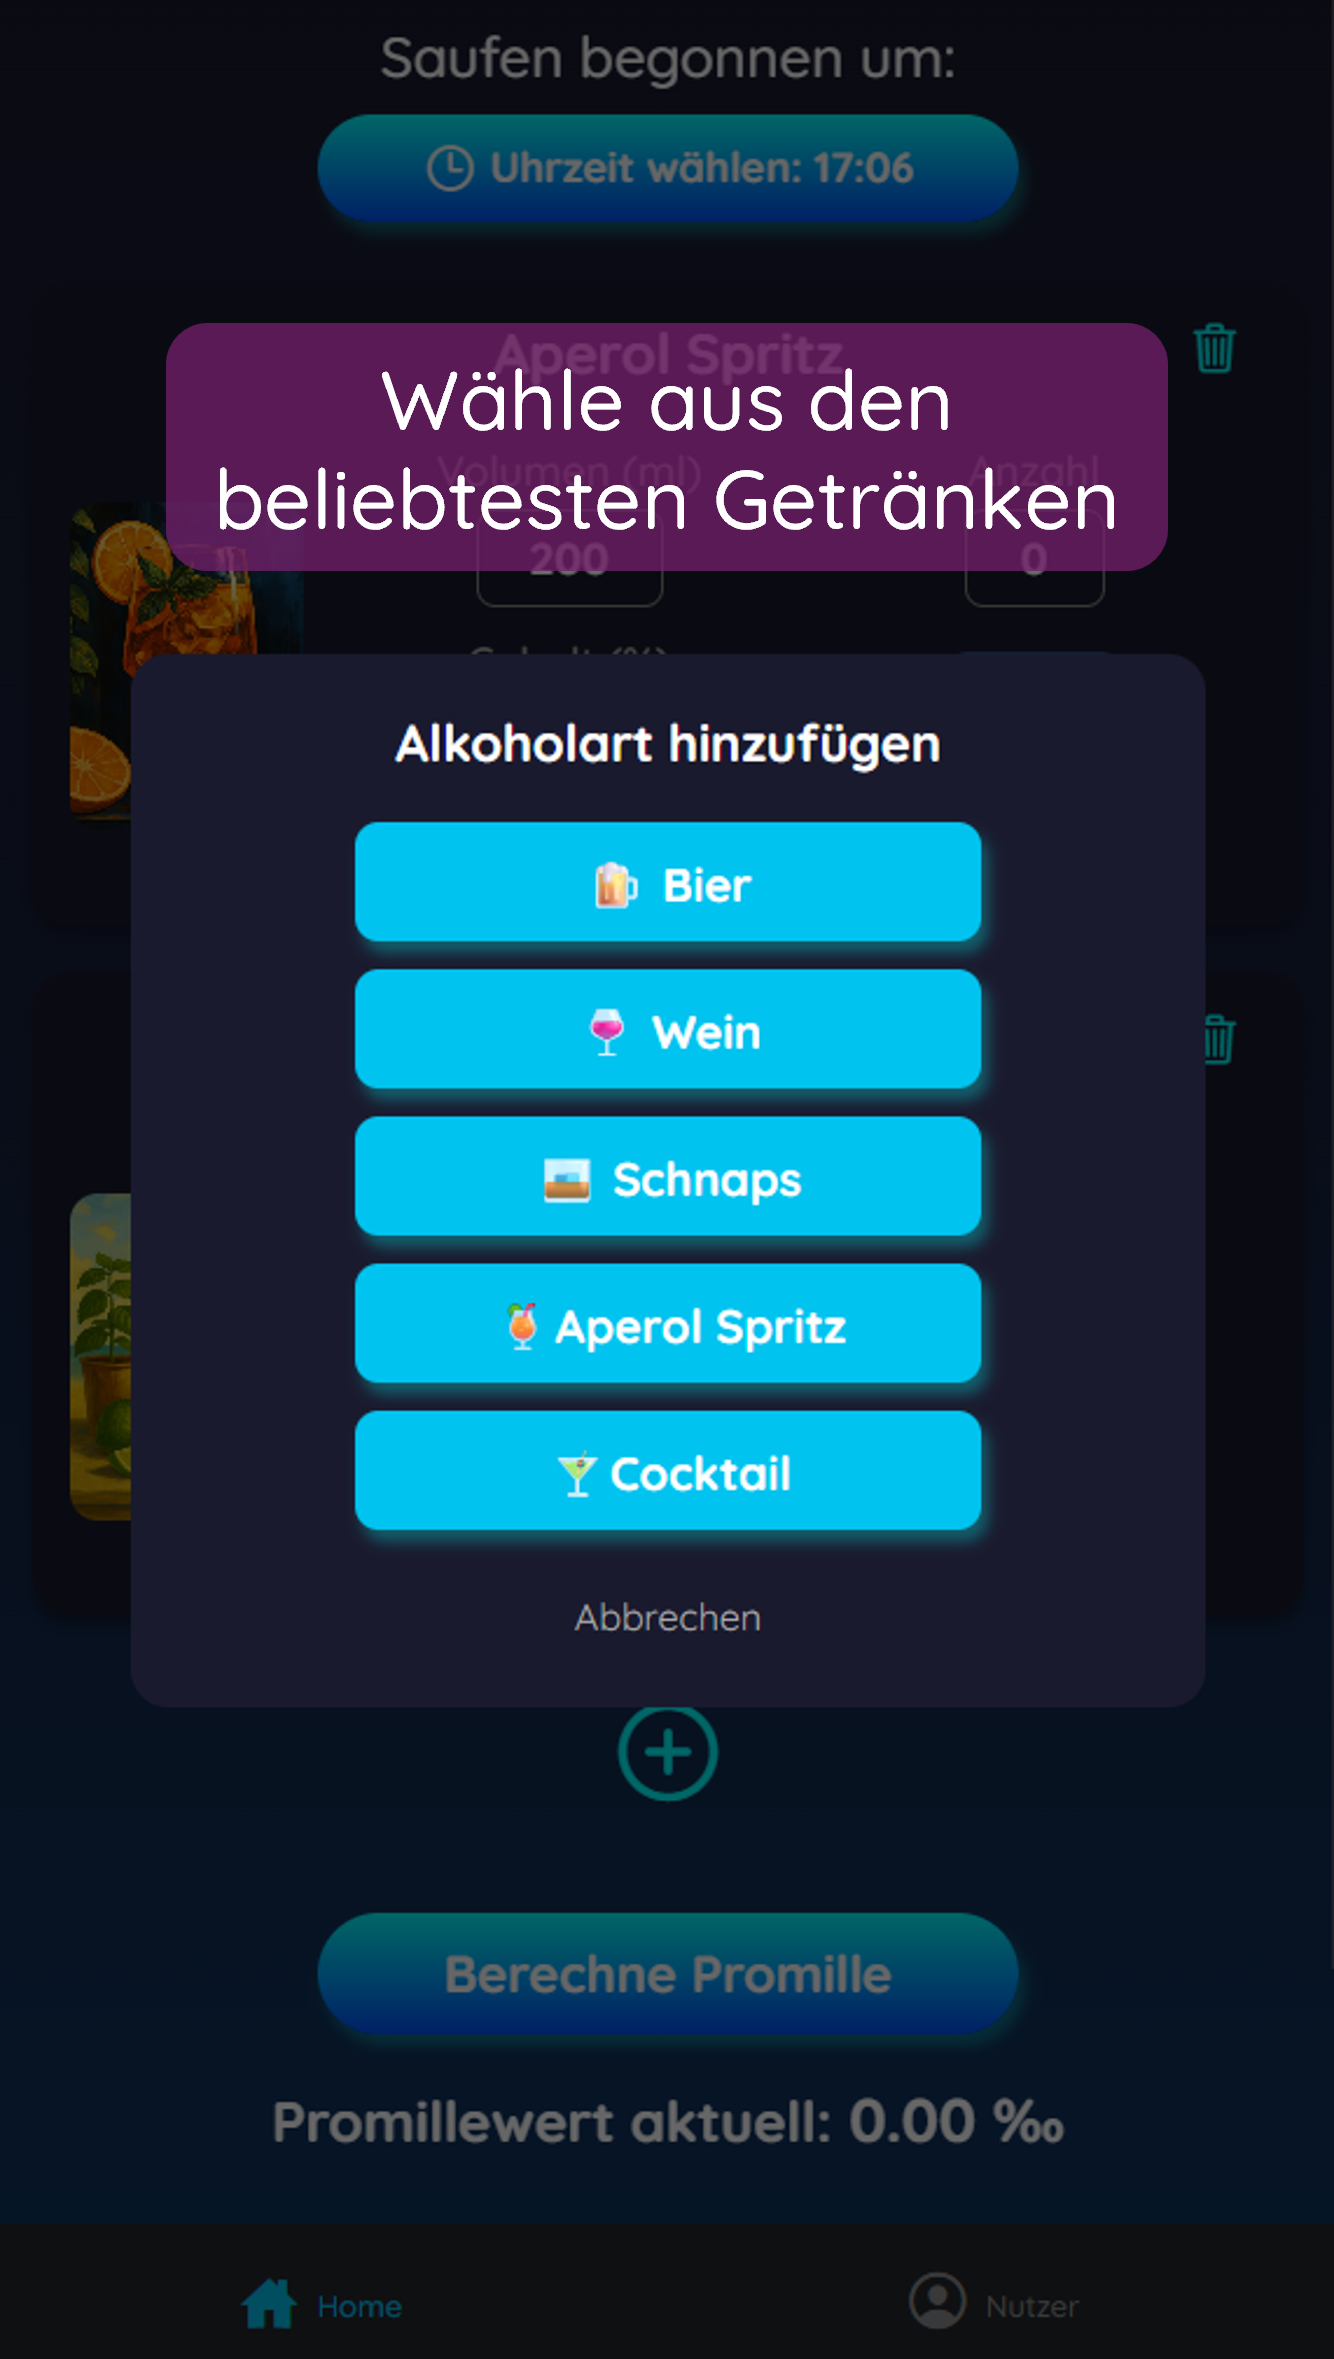 Saufen begonnen um:
Uhrzeit wählen: 17:06
Aperol Spritz
Wähle aus den
beliebtesten Getränken
Volumen (ml)
Anzahl
200
0
Gehalt (%)
Alkoholart hinzufügen
Bier
Wein
Schnaps
Aperol Spritz
Cocktail
Abbrechen
Berechne Promille
Promillewert aktuell: 0.00 ‰
Home
Nutzer